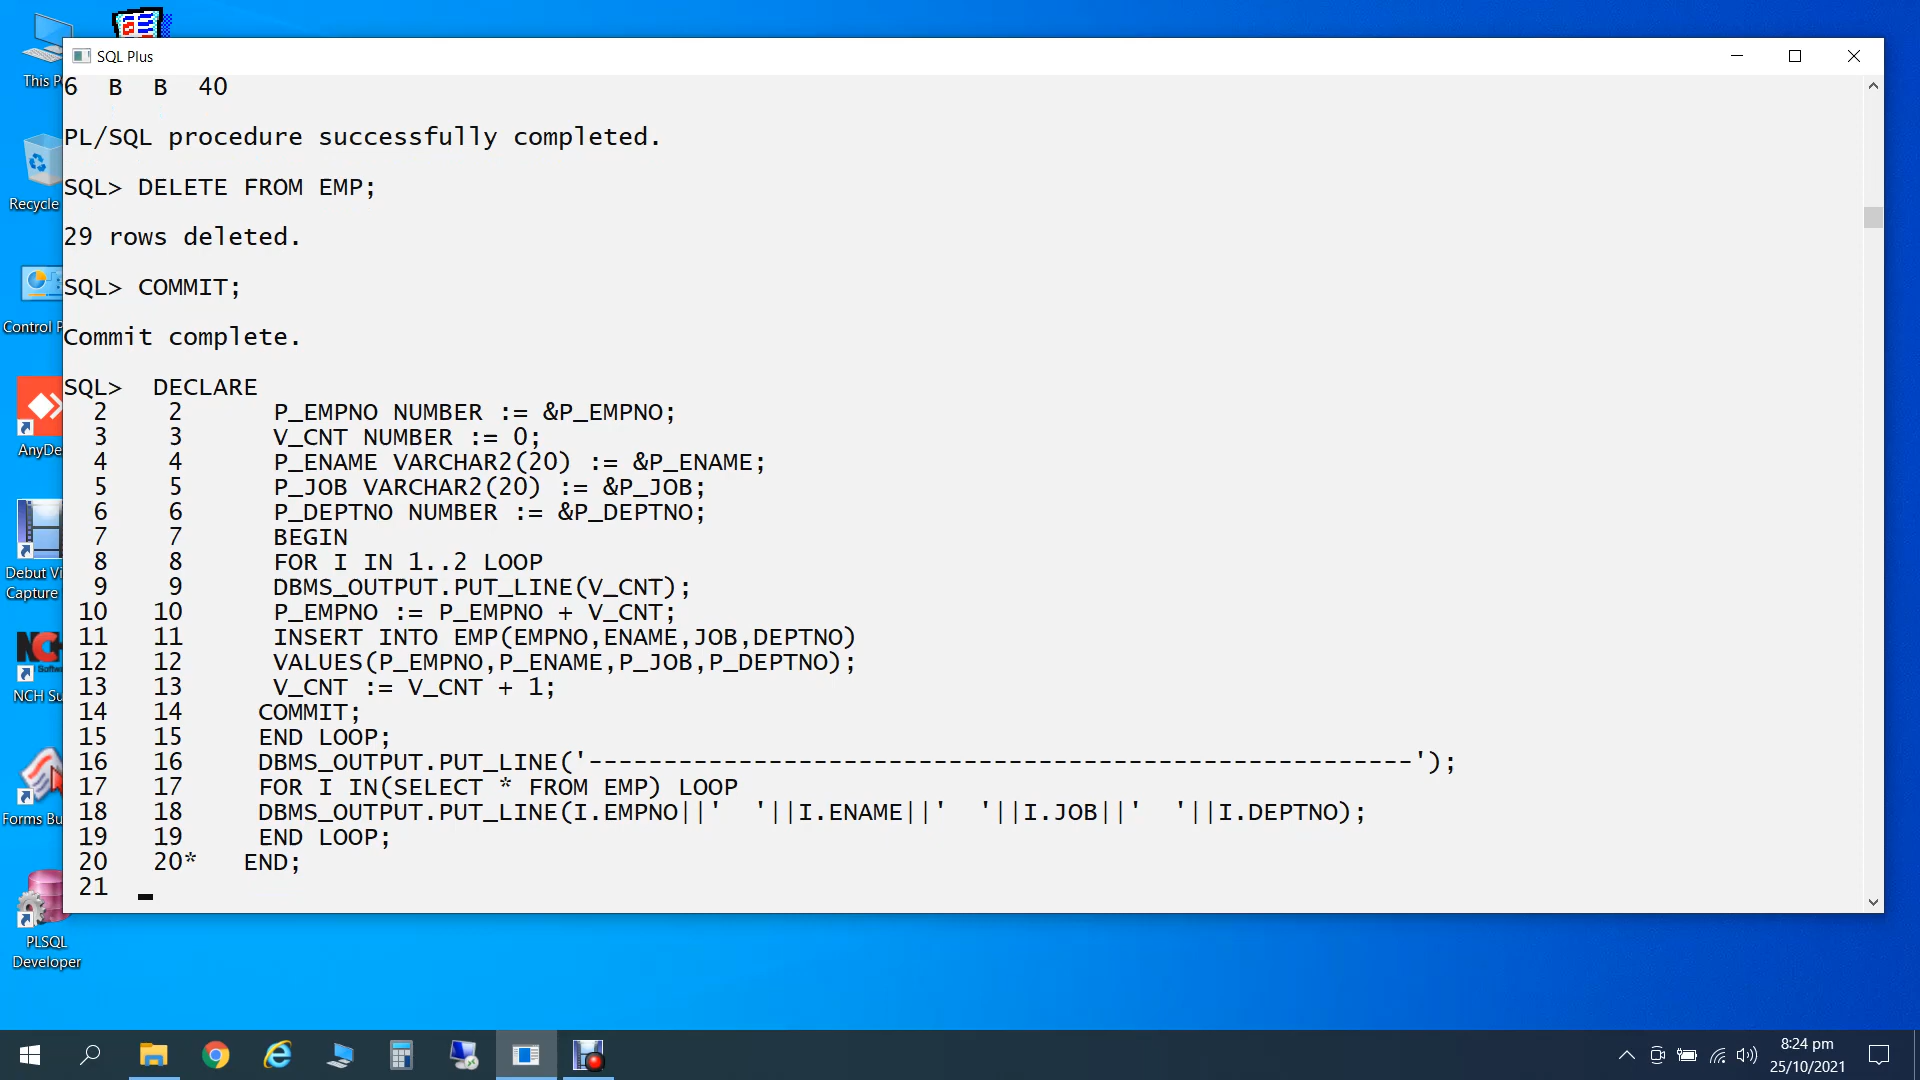 SQL Plus
6  B  B  40
PL/SQL procedure successfully completed.
SQL> DELETE FROM EMP;
29 rows deleted.
SQL> COMMIT;
Commit complete.
SQL>  DECLARE
  2    2      P_EMPNO NUMBER := &P_EMPNO;
  3    3      V_CNT NUMBER := 0;
  4    4      P_ENAME VARCHAR2(20) := &P_ENAME;
  5    5      P_JOB VARCHAR2(20) := &P_JOB;
  6    6      P_DEPTNO NUMBER := &P_DEPTNO;
  7    7      BEGIN
  8    8      FOR I IN 1..2 LOOP
  9    9      DBMS_OUTPUT.PUT_LINE(V_CNT);
 10   10      P_EMPNO := P_EMPNO + V_CNT;
 11   11      INSERT INTO EMP(EMPNO,ENAME,JOB,DEPTNO)
 12   12      VALUES(P_EMPNO,P_ENAME,P_JOB,P_DEPTNO);
 13   13      V_CNT := V_CNT + 1;
 14   14     COMMIT;
 15   15     END LOOP;
 16   16     DBMS_OUTPUT.PUT_LINE('-------------------------------------------------------');
 17   17     FOR I IN(SELECT * FROM EMP) LOOP
 18   18     DBMS_OUTPUT.PUT_LINE(I.EMPNO||'  '||I.ENAME||'  '||I.JOB||'  '||I.DEPTNO);
 19   19     END LOOP;
 20   20*   END;
 21
This P
Recycle
Control P
AnyDe
Debut Vi
Capture
NCH Su
Forms Bu
PLSQL
Developer
8:24 pm
25/10/2021